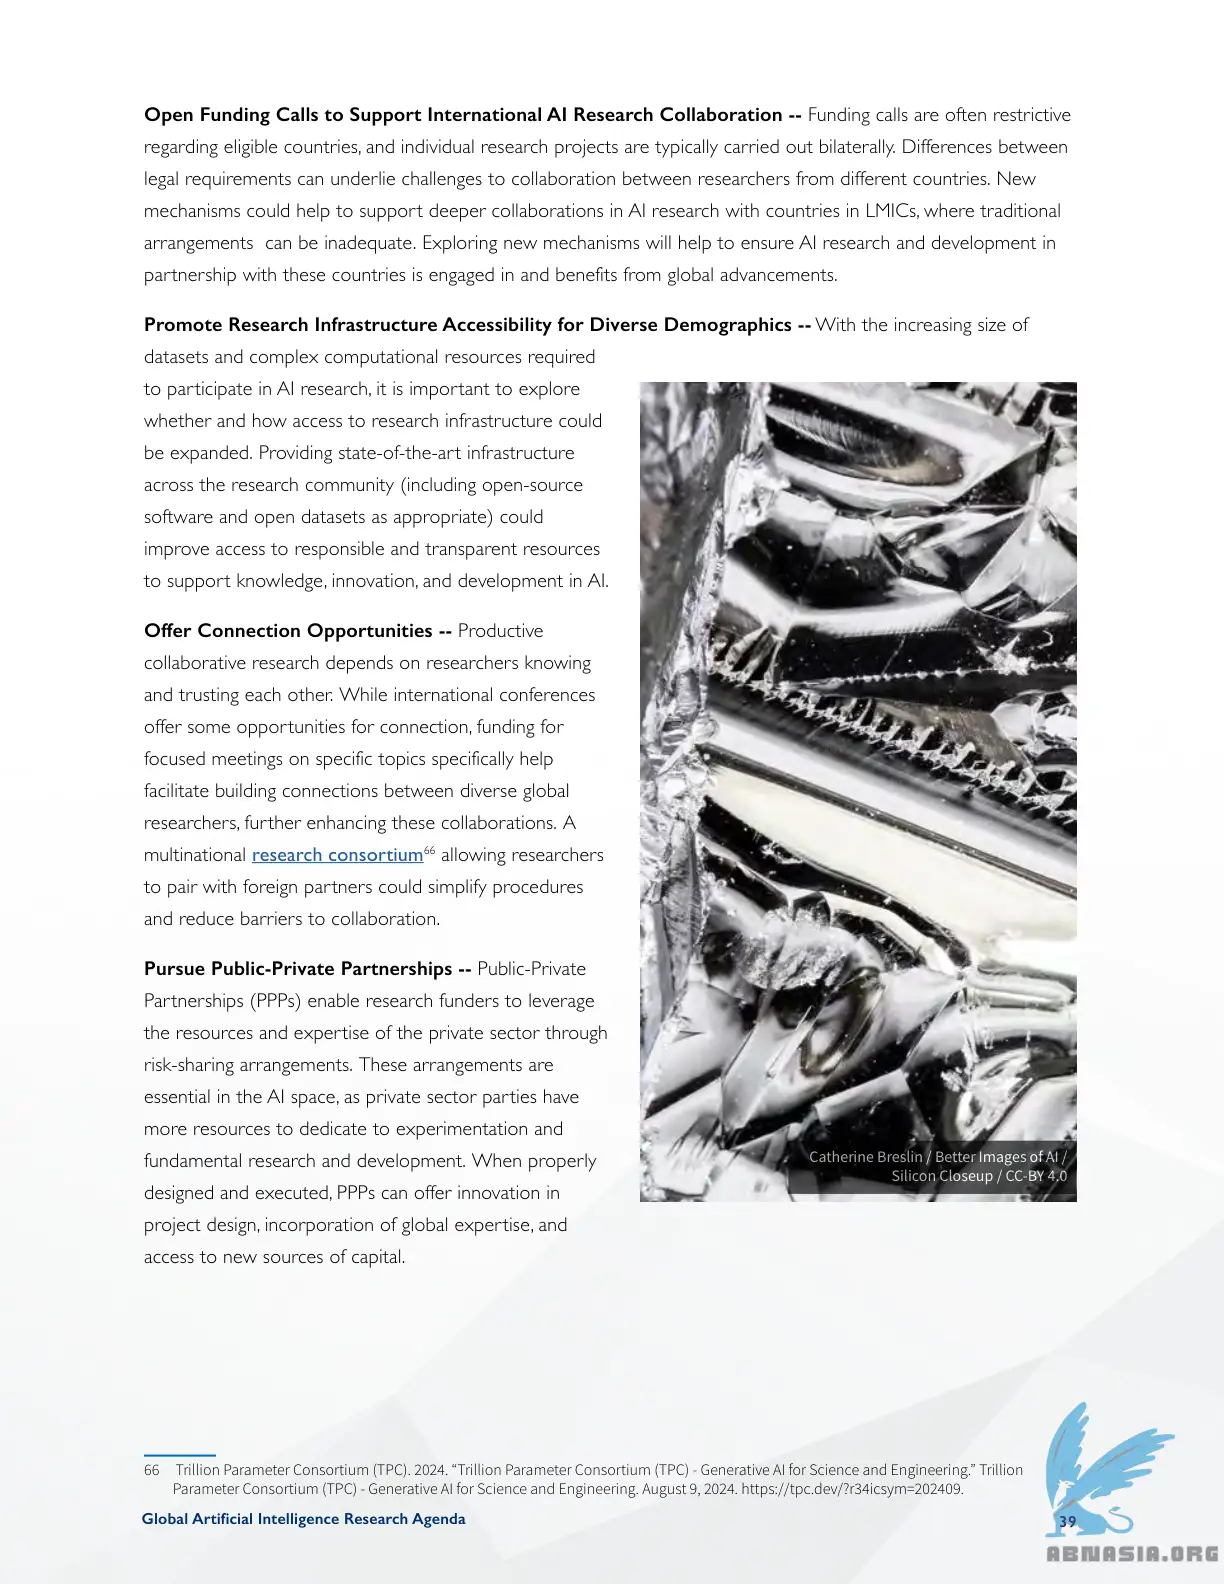 Open Funding Calls to Support International AI Research Collaboration -- Funding calls are often restrictive
regarding eligible countries, and individual research projects are typically carried out bilaterally. Differences between
legal requirements can underlie challenges to collaboration between researchers from different countries. New
mechanisms could help to support deeper collaborations in AI research with countries in LMICs, where traditional
arrangements  can be inadequate. Exploring new mechanisms will help to ensure AI research and development in
partnership with these countries is engaged in and benefits from global advancements.
Promote Research Infrastructure Accessibility for Diverse Demographics -- With the increasing size of
datasets and complex computational resources required
to participate in AI research, it is important to explore
whether and how access to research infrastructure could
be expanded. Providing state-of-the-art infrastructure
across the research community (including open-source
software and open datasets as appropriate) could
improve access to responsible and transparent resources
to support knowledge, innovation, and development in AI.
Offer Connection Opportunities -- Productive
collaborative research depends on researchers knowing
and trusting each other. While international conferences
offer some opportunities for connection, funding for
focused meetings on specific topics specifically help
facilitate building connections between diverse global
researchers, further enhancing these collaborations. A
multinational research consortium66 allowing researchers
to pair with foreign partners could simplify procedures
and reduce barriers to collaboration.
Pursue Public-Private Partnerships -- Public-Private
Partnerships (PPPs) enable research funders to leverage
the resources and expertise of the private sector through
risk-sharing arrangements. These arrangements are
essential in the AI space, as private sector parties have
more resources to dedicate to experimentation and
fundamental research and development. When properly
designed and executed, PPPs can offer innovation in
project design, incorporation of global expertise, and
access to new sources of capital.
Catherine Breslin / Better Images of AI /
Silicon Closeup / CC-BY 4.0
66 Trillion Parameter Consortium (TPC). 2024. “Trillion Parameter Consortium (TPC) - Generative AI for Science and Engineering.” Trillion
Parameter Consortium (TPC) - Generative AI for Science and Engineering. August 9, 2024. https://tpc.dev/?r34icsym=202409.
Global Artificial Intelligence Research Agenda
39
ABNASIA.ORG